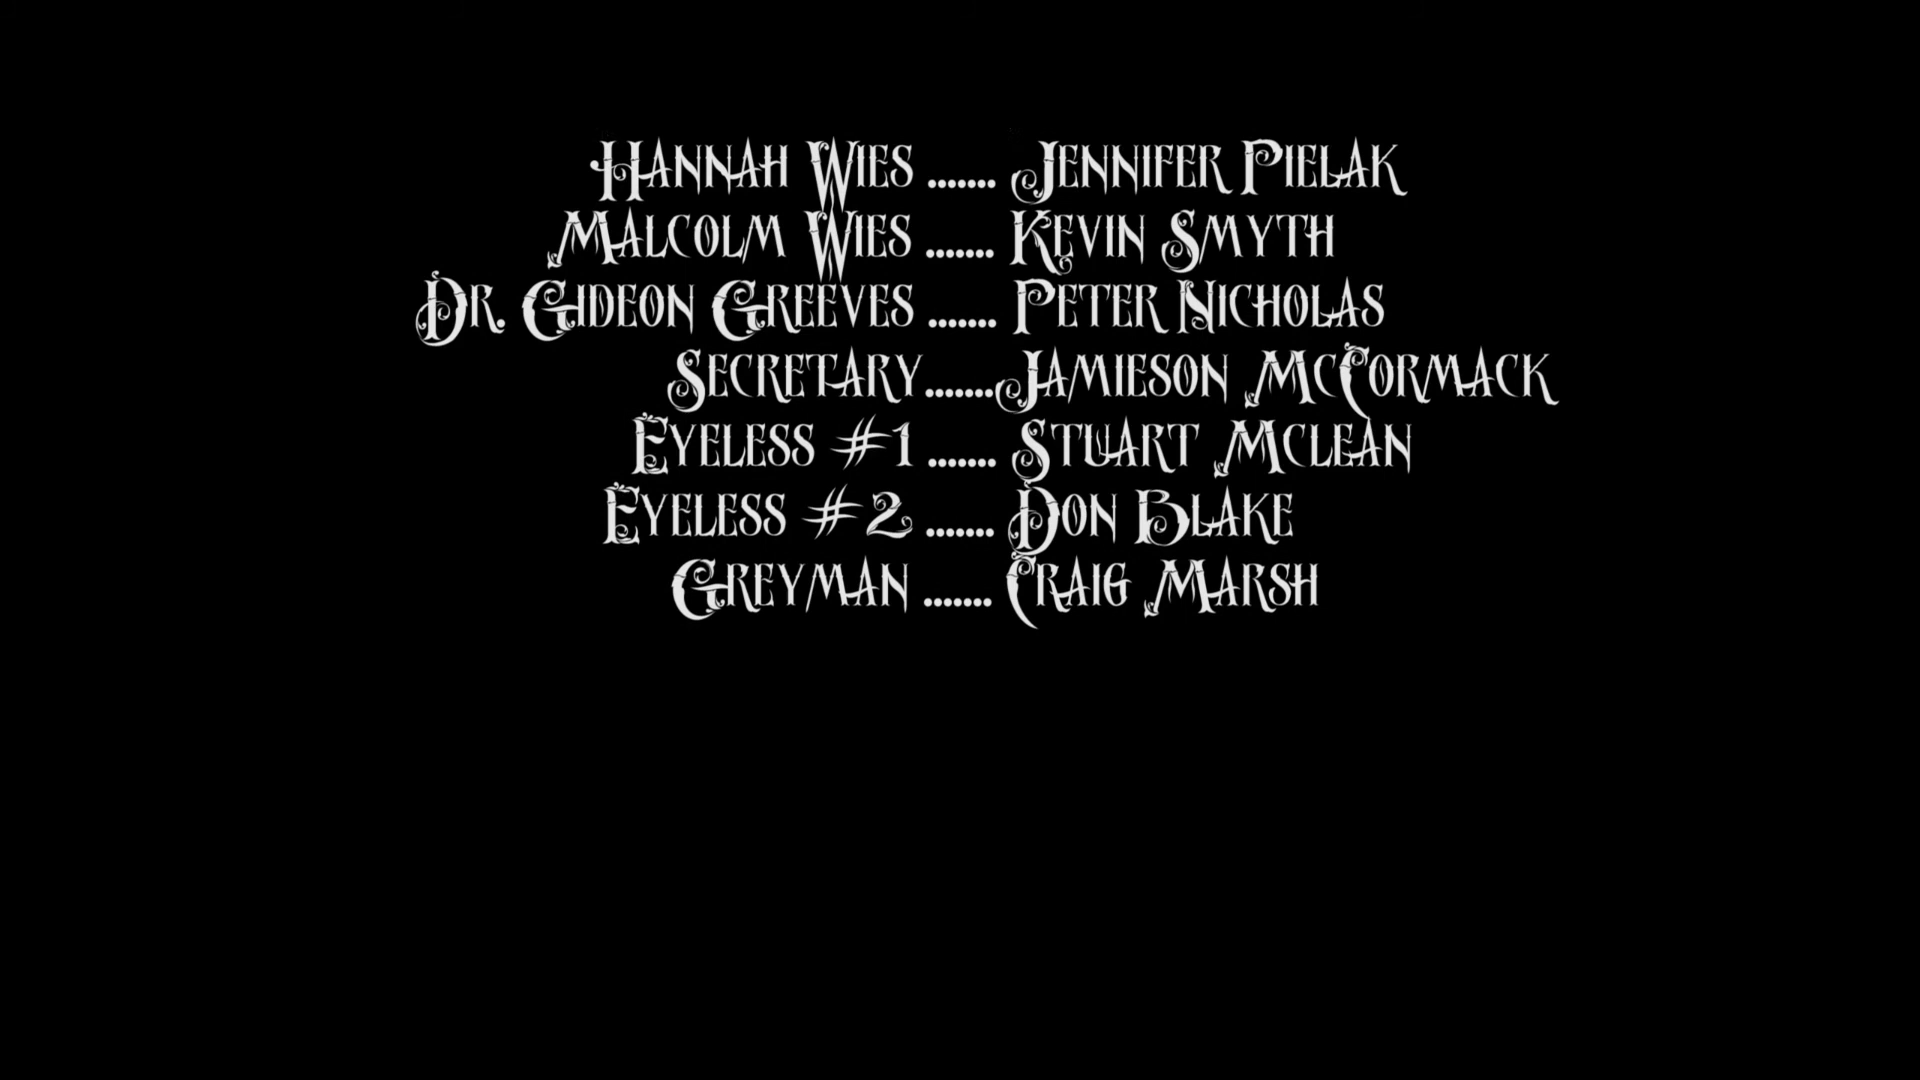 Hannah Wies ....... Jennifer Pielak
Malcolm Wies ....... Kevin Smyth
Dr. Gideon Greeves ....... Peter Nicholas
Secretary.......Jamieson McCormack
Eyeless #1 ....... Stuart Mclean
Eyeless #2 ....... Don Blake
Greyman ....... Craig Marsh